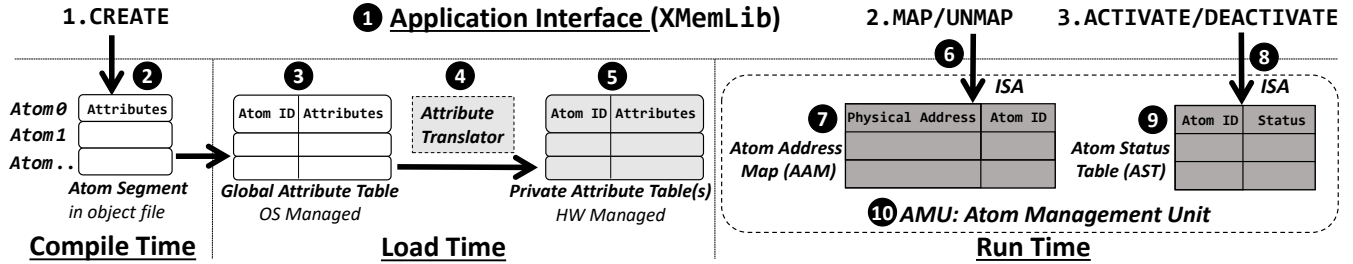 1.CREATE
1 Application Interface (XMemLib)
2.MAP/UNMAP
3.ACTIVATE/DEACTIVATE
2
3
4
5
6
8
ISA
ISA
Atom0
Attributes
Atom1
Atom..
Atom Segment
in object file
Atom ID Attributes
Global Attribute Table
OS Managed
Attribute
Translator
Atom ID Attributes
Private Attribute Table(s)
HW Managed
7
Physical Address Atom ID
Atom Address
Map (AAM)
9
Atom ID Status
Atom Status
Table (AST)
10 AMU: Atom Management Unit
Compile Time
Load Time
Run Time